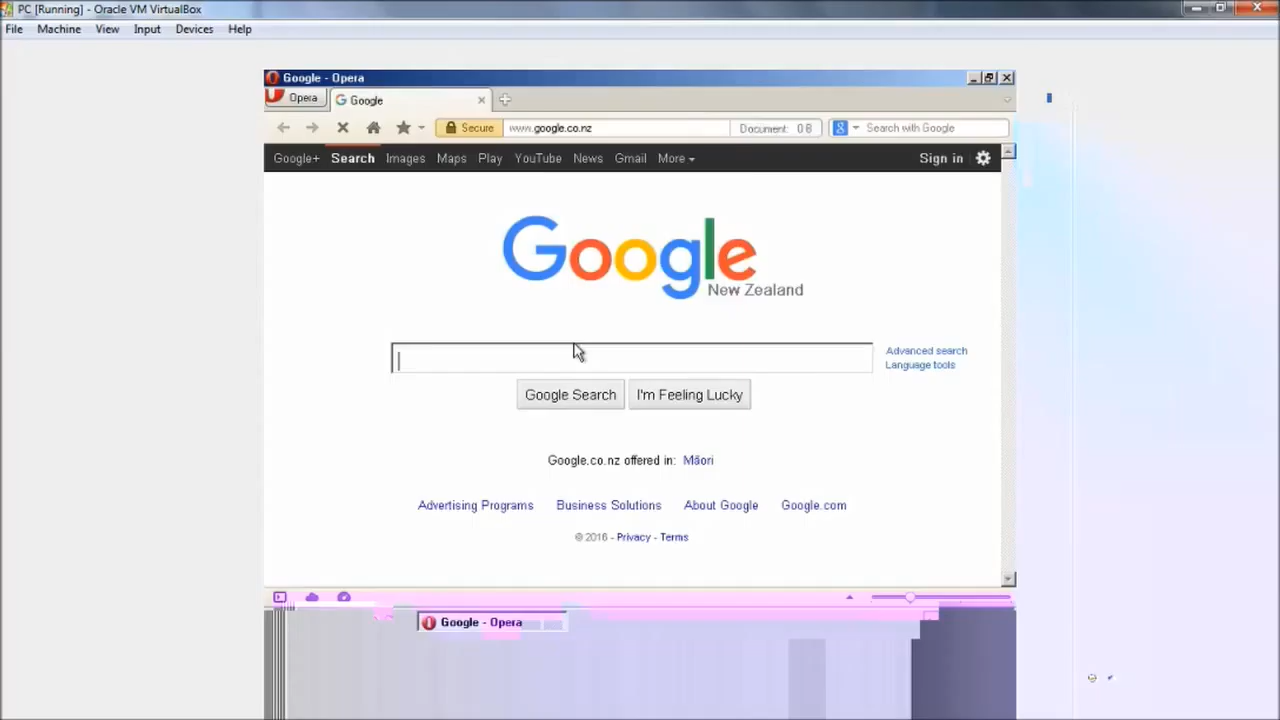 PC [Running] - Oracle VM VirtualBox
File Machine View Input Devices Help
Google - Opera
Opera Google
Secure www.google.co.nz Document: 0 B Search with Google
Google+ Search Images Maps Play YouTube News Gmail More Sign in
Google
New Zealand
Advanced search
Language tools
Google Search I'm Feeling Lucky
Google.co.nz offered in: Māori
Advertising Programs Business Solutions About Google Google.com
© 2016 - Privacy - Terms
Google - Opera